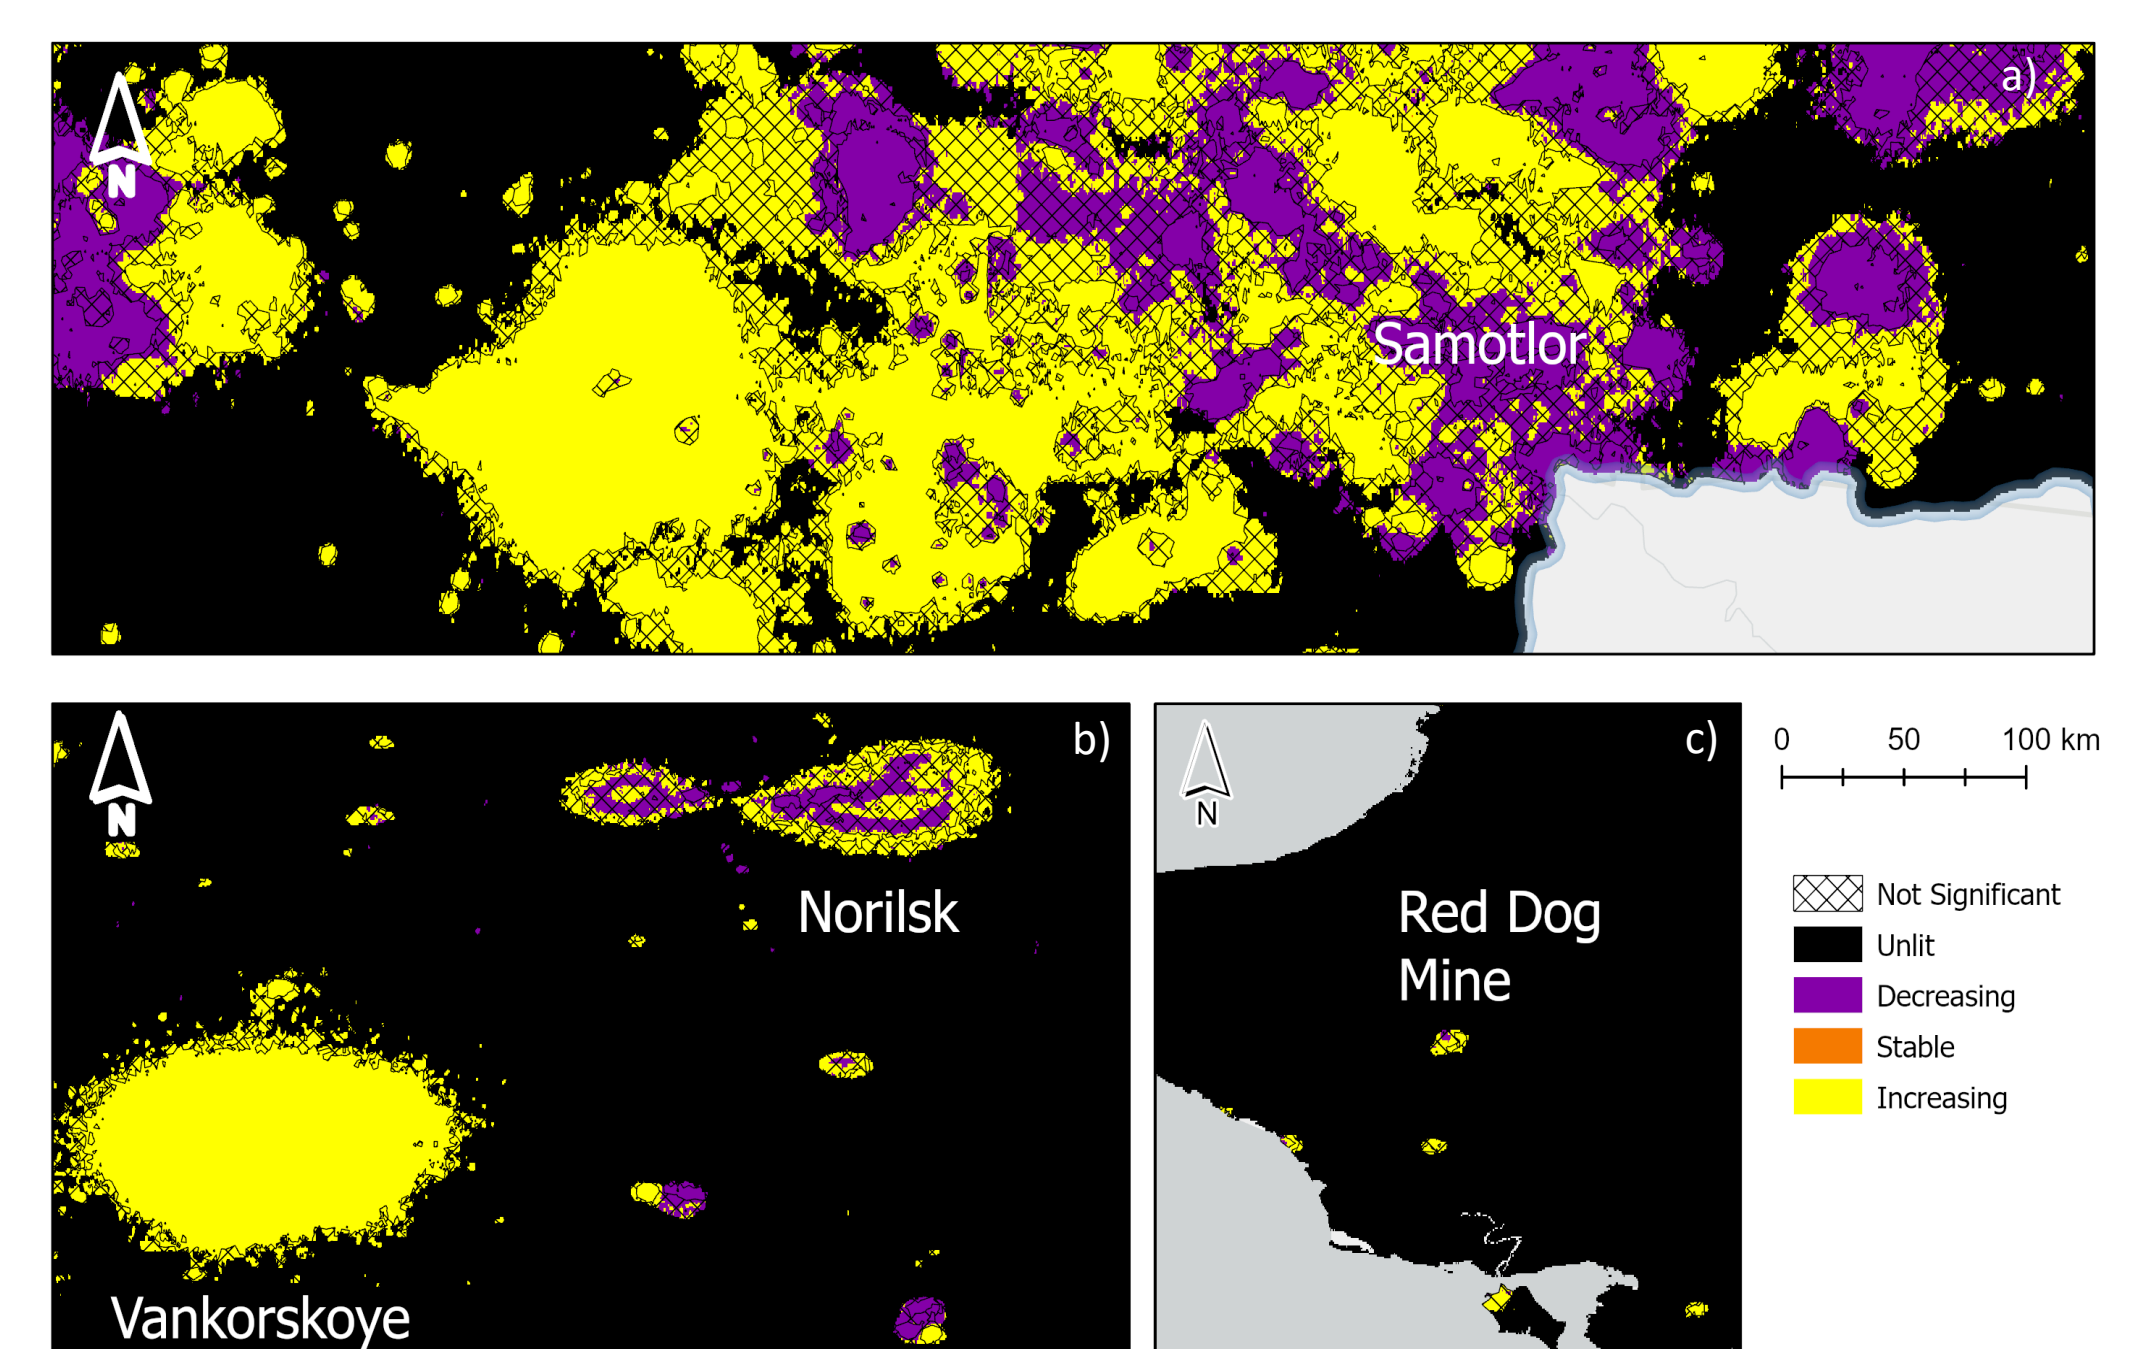 a)
N
Samotlor
b)
N
Norilsk
Vankorskoye
c)
N
Red Dog
Mine
0 50 100 km
Not Significant
Unlit
Decreasing
Stable
Increasing